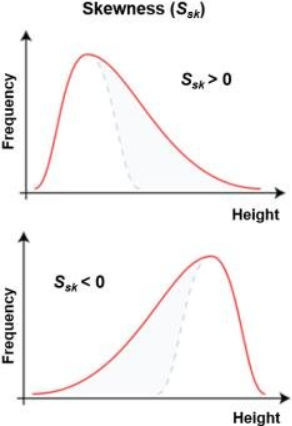 Skewness (Ssk)
Ssk > 0
Frequency
Height
Ssk < 0
Frequency
Height